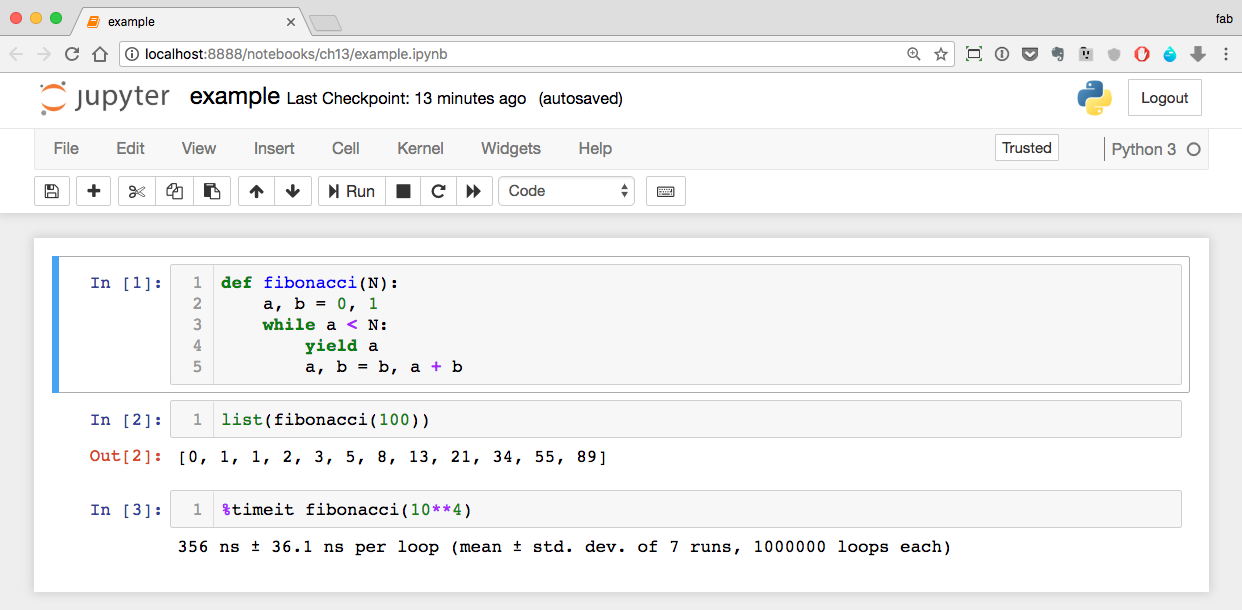 example
fab
localhost:8888/notebooks/ch13/example.ipynb
jupyter example Last Checkpoint: 13 minutes ago (autosaved)
Logout
File Edit View Insert Cell Kernel Widgets Help
Trusted
Python 3
Run
Code
In [1]:
1 def fibonacci(N):
2     a, b = 0, 1
3     while a < N:
4         yield a
5         a, b = b, a + b
In [2]:
1 list(fibonacci(100))
Out[2]: [0, 1, 1, 2, 3, 5, 8, 13, 21, 34, 55, 89]
In [3]:
1 %timeit fibonacci(10**4)
356 ns ± 36.1 ns per loop (mean ± std. dev. of 7 runs, 1000000 loops each)